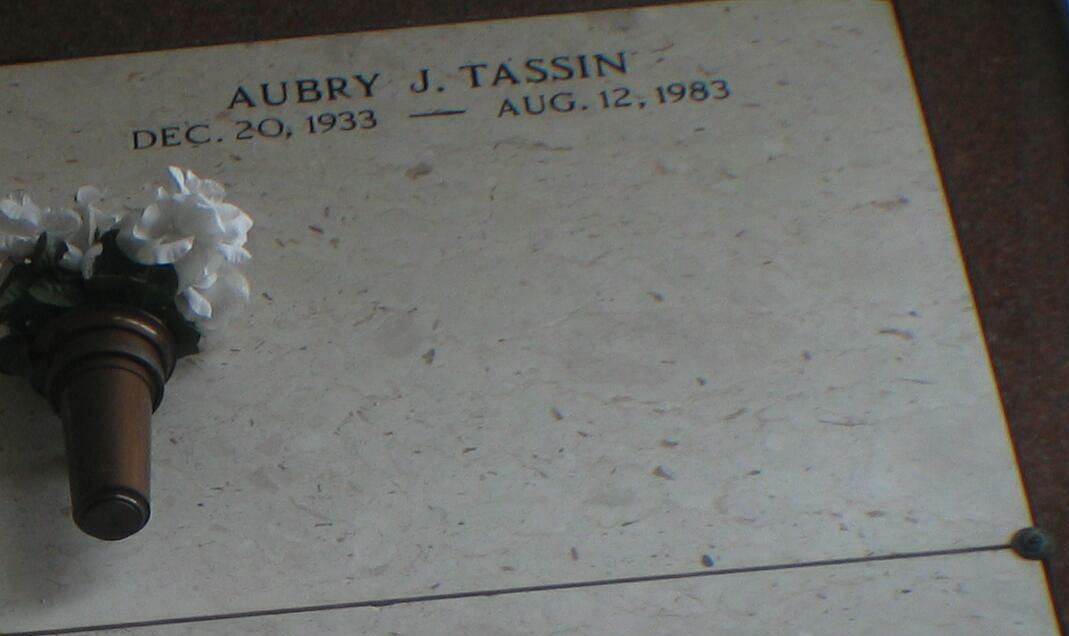 AUBRY J. TASSIN
DEC. 20, 1933 — AUG. 12, 1983